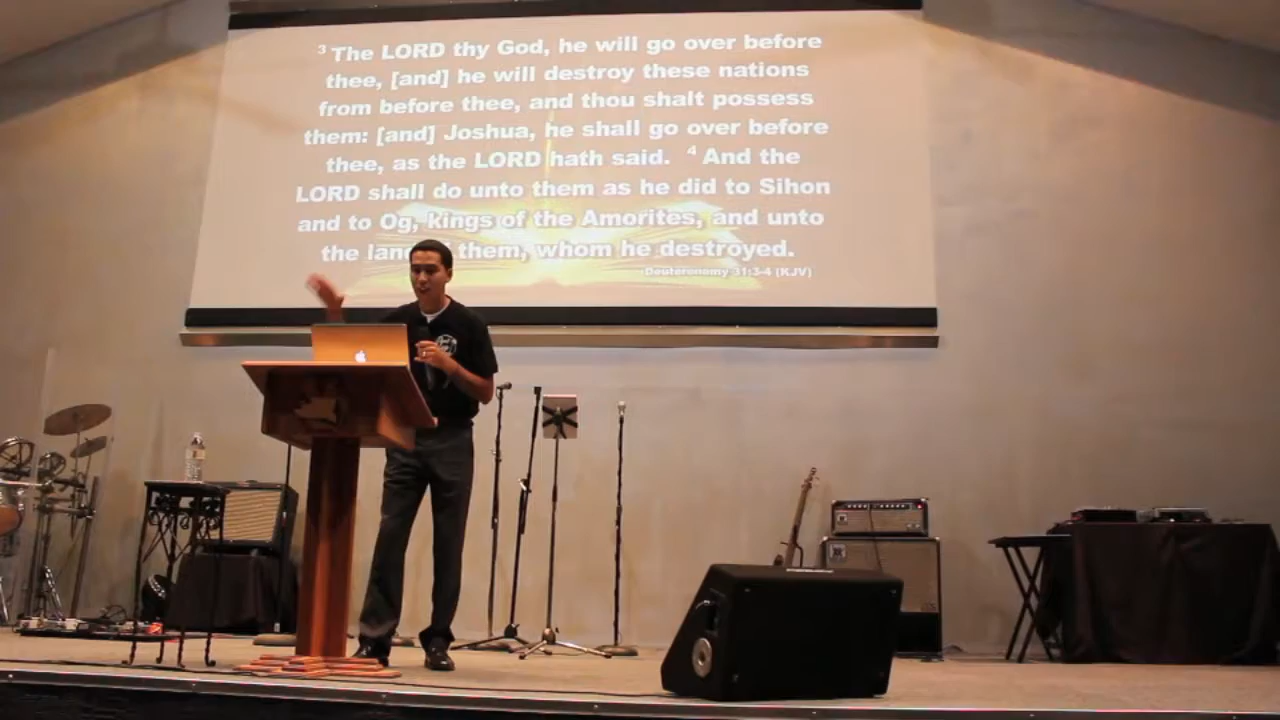 3 The LORD thy God, he will go over before
thee, [and] he will destroy these nations
from before thee, and thou shalt possess
them: [and] Joshua, he shall go over before
thee, as the LORD hath said. 4 And the
LORD shall do unto them as he did to Sihon
and to Og, kings of the Amorites, and unto
the land them, whom he destroyed.
Deuteronomy 31:3-4 (KJV)